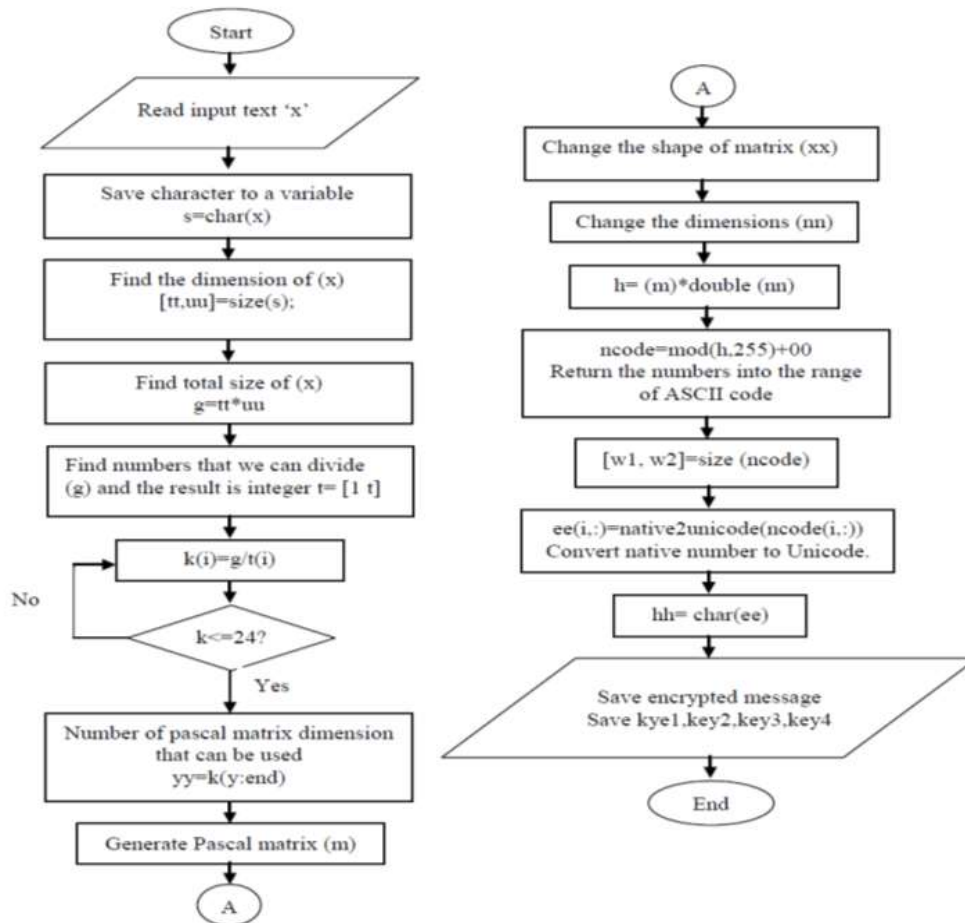 Start
Read input text ‘x’
Save character to a variable
s=char(x)
Find the dimension of (x)
[tt,uu]=size(s);
Find total size of (x)
g=tt*uu
Find numbers that we can divide
(g) and the result is integer t= [1 t]
k(i)=g/t(i)
No
k<=24?
Yes
Number of pascal matrix dimension
that can be used
yy=k(y:end)
Generate Pascal matrix (m)
A
A
Change the shape of matrix (xx)
Change the dimensions (nn)
h= (m)*double (nn)
ncode=mod(h,255)+00
Return the numbers into the range
of ASCII code
[w1, w2]=size (ncode)
ee(i,:)=native2unicode(ncode(i,:))
Convert native number to Unicode.
hh= char(ee)
Save encrypted message
Save kye1,key2,key3,key4
End